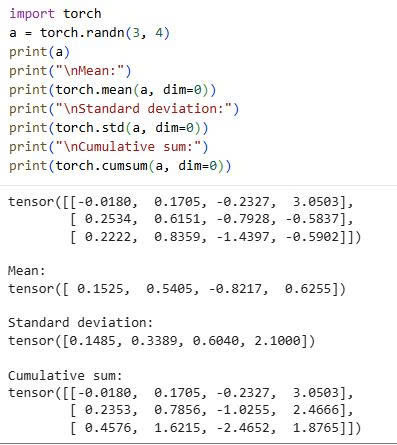 import torch
a = torch.randn(3, 4)
print(a)
print("\nMean:")
print(torch.mean(a, dim=0))
print("\nStandard deviation:")
print(torch.std(a, dim=0))
print("\nCumulative sum:")
print(torch.cumsum(a, dim=0))
tensor([[-0.0180,  0.1705, -0.2327,  3.0503],
        [ 0.2534,  0.6151, -0.7928, -0.5837],
        [ 0.2222,  0.8359, -1.4397, -0.5902]])
Mean:
tensor([ 0.1525,  0.5405, -0.8217,  0.6255])
Standard deviation:
tensor([0.1485, 0.3389, 0.6040, 2.1000])
Cumulative sum:
tensor([[-0.0180,  0.1705, -0.2327,  3.0503],
        [ 0.2353,  0.7856, -1.0255,  2.4666],
        [ 0.4576,  1.6215, -2.4652,  1.8765]])